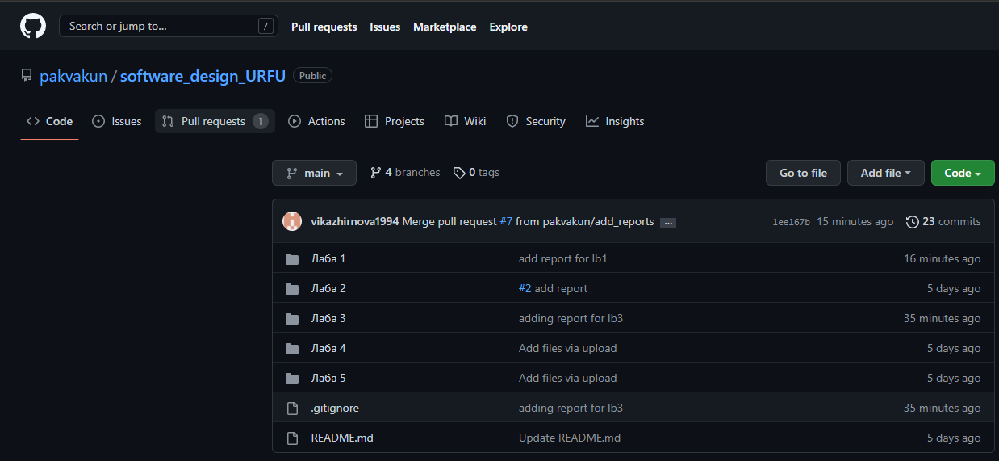 Search or jump to... / Pull requests Issues Marketplace Explore
pakvakun / software_design_URFU Public
Code Issues Pull requests 1 Actions Projects Wiki Security Insights
main 4 branches 0 tags Go to file Add file Code
vikazhirnova1994 Merge pull request #7 from pakvakun/add_reports ... 1ee167b 15 minutes ago 23 commits
Лаба 1 add report for lb1 16 minutes ago
Лаба 2 #2 add report 5 days ago
Лаба 3 adding report for lb3 35 minutes ago
Лаба 4 Add files via upload 5 days ago
Лаба 5 Add files via upload 5 days ago
.gitignore adding report for lb3 35 minutes ago
README.md Update README.md 5 days ago